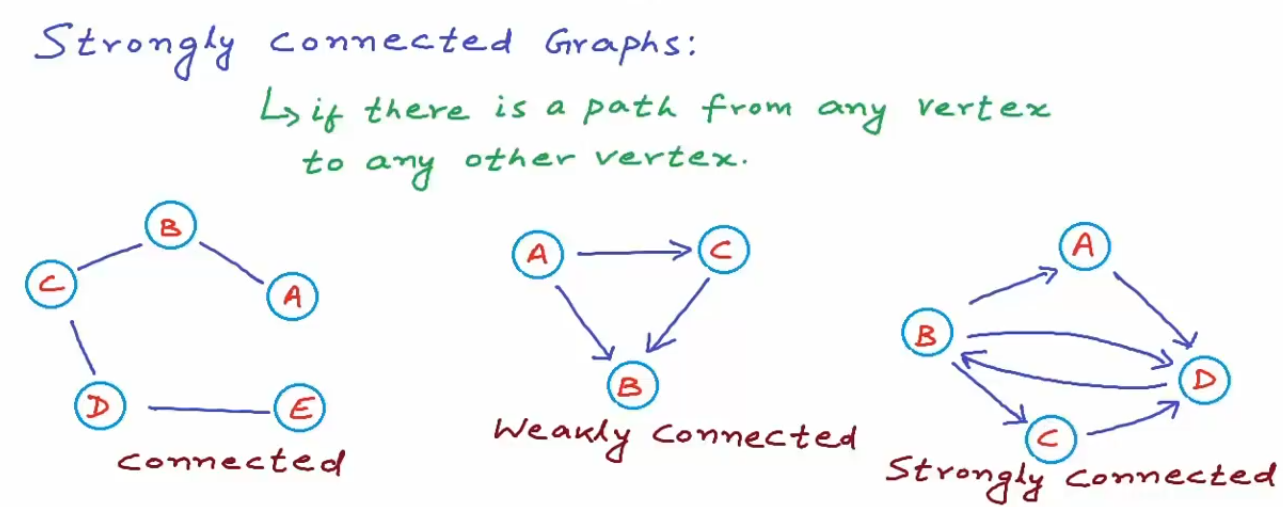 Strongly connected Graphs:
↳ if there is a path from any vertex
to any other vertex.
B
C
A
D
E
connected
A
C
B
Weakly connected
A
B
D
C
Strongly connected